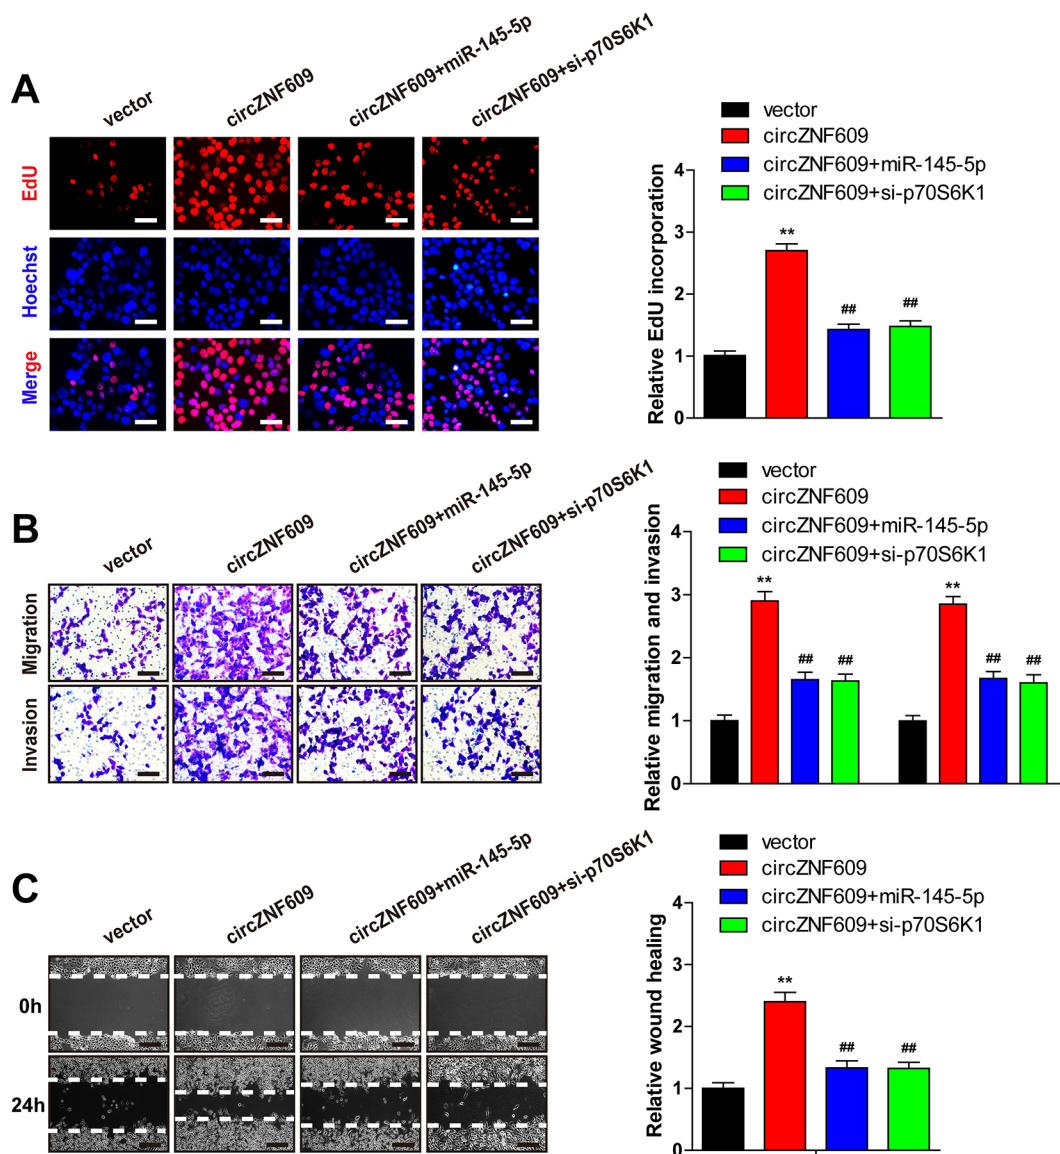 A
vector
circZNF609
circZNF609+miR-145-5p
circZNF609+si-p70S6K1
EdU
Hoechst
Merge
vector
circZNF609
circZNF609+miR-145-5p
circZNF609+si-p70S6K1
Relative EdU incorporation
4
3
2
1
0
**
##
##
B
vector
circZNF609
circZNF609+miR-145-5p
circZNF609+si-p70S6K1
Migration
Invasion
vector
circZNF609
circZNF609+miR-145-5p
circZNF609+si-p70S6K1
Relative migration and invasion
4
3
2
1
0
**
##
##
**
##
##
C
vector
circZNF609
circZNF609+miR-145-5p
circZNF609+si-p70S6K1
0h
24h
vector
circZNF609
circZNF609+miR-145-5p
circZNF609+si-p70S6K1
Relative wound healing
4
3
2
1
0
**
##
##